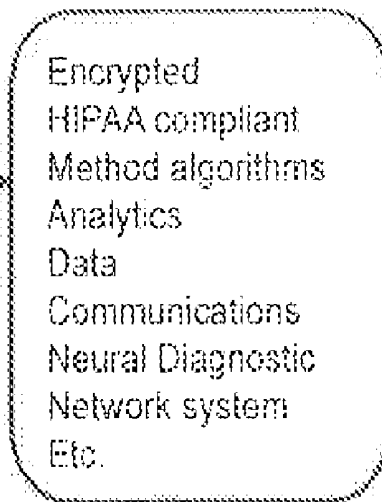 Encrypted
HIPAA compliant
Method algorithms
Analytics
Data
Communications
Neural Diagnostic
Network system
Etc.